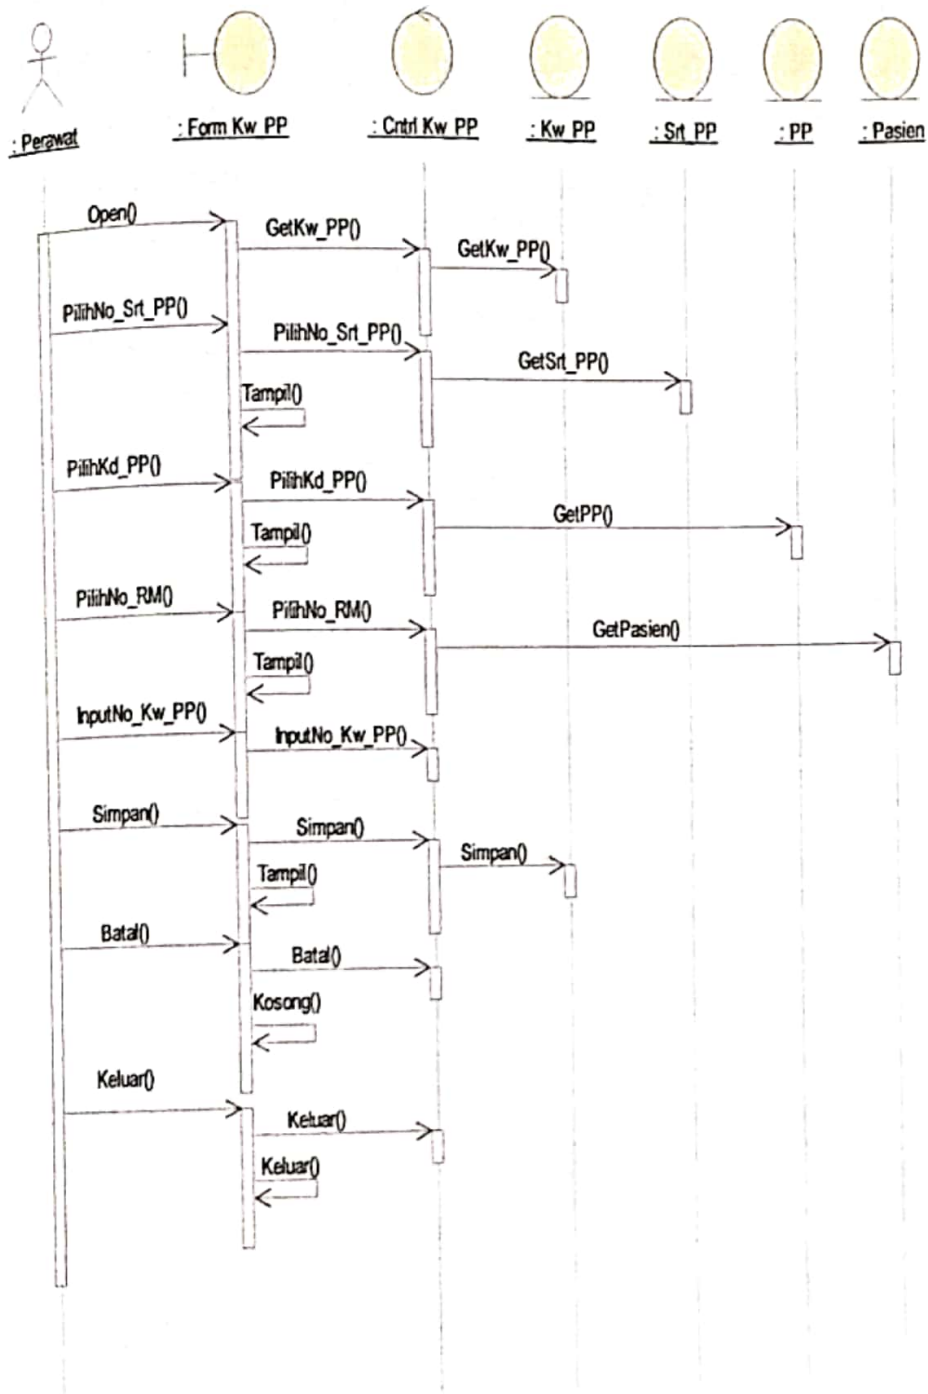 : Perawat
: Form Kw PP
: Cntrl Kw PP
: Kw PP
: Srt PP
: PP
: Pasien
Open()
GetKw_PP()
GetKw_PP()
PilihNo_Srt_PP()
PilihNo_Srt_PP()
GetSrt_PP()
Tampil()
PilihKd_PP()
PilihKd_PP()
GetPP()
Tampil()
PilihNo_RM()
PilihNo_RM()
GetPasien()
Tampil()
InputNo_Kw_PP()
InputNo_Kw_PP()
Simpan()
Simpan()
Simpan()
Tampil()
Batal()
Batal()
Kosong()
Keluar()
Keluar()
Keluar()